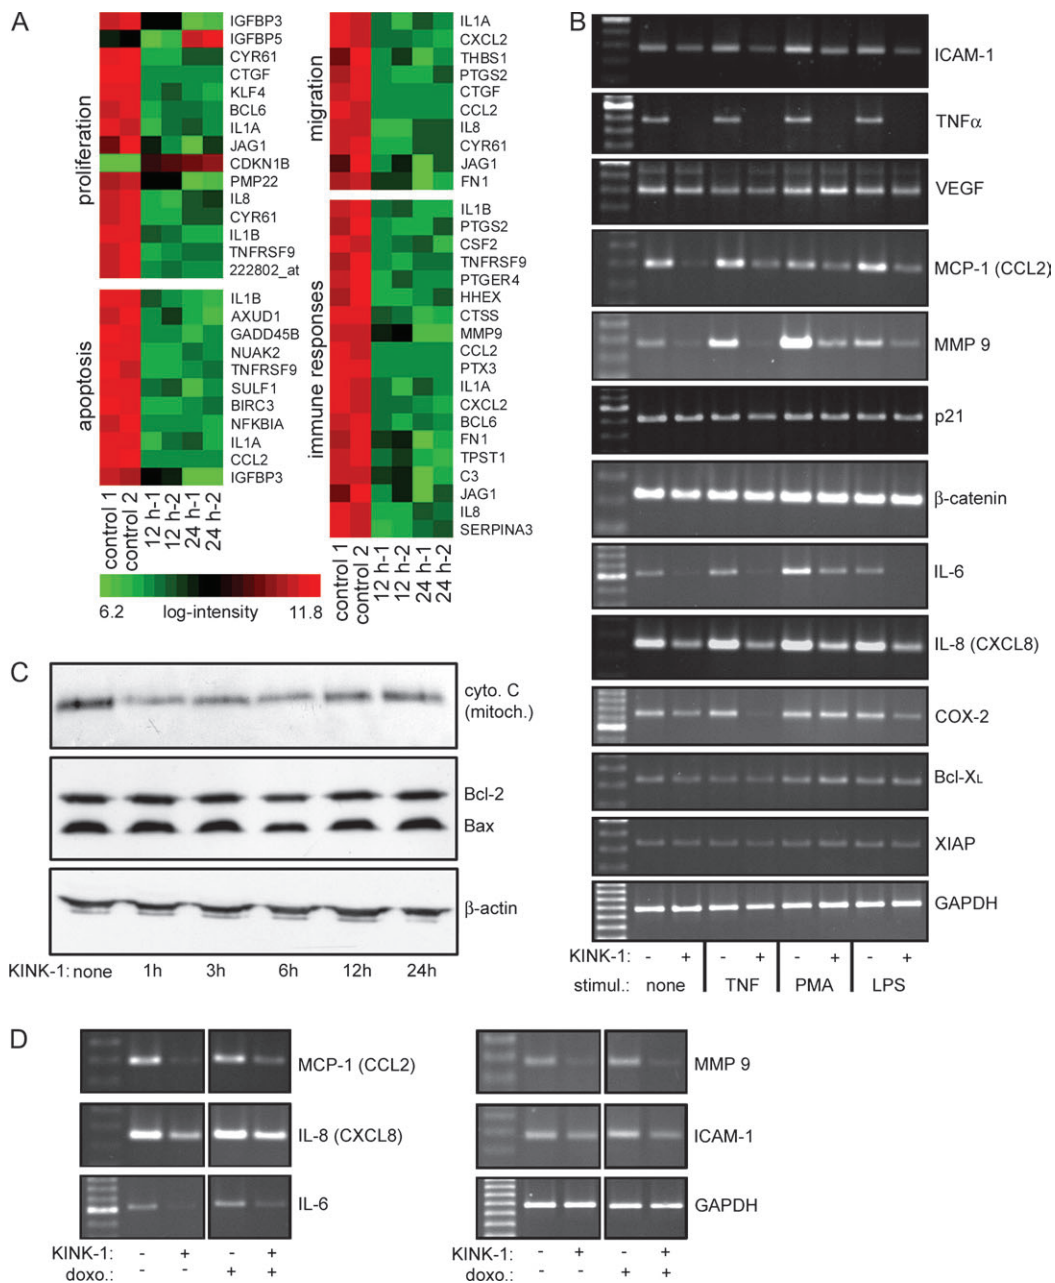 A
proliferation
IGFBP3
IGFBP5
CYR61
CTGF
KLF4
BCL6
IL1A
JAG1
CDKN1B
PMP22
IL8
CYR61
IL1B
TNFRSF9
222802_at
apoptosis
IL1B
AXUD1
GADD45B
NUAK2
TNFRSF9
SULF1
BIRC3
NFKBIA
IL1A
CCL2
IGFBP3
control 1
control 2
12 h-1
12 h-2
24 h-1
24 h-2
6.2 log-intensity 11.8
migration
IL1A
CXCL2
THBS1
PTGS2
CTGF
CCL2
IL8
CYR61
JAG1
FN1
immune responses
IL1B
PTGS2
CSF2
TNFRSF9
PTGER4
HHEX
CTSS
MMP9
CCL2
PTX3
IL1A
CXCL2
BCL6
FN1
TPST1
C3
JAG1
IL8
SERPINA3
control 1
control 2
12 h-1
12 h-2
24 h-1
24 h-2
B
ICAM-1
TNFα
VEGF
MCP-1 (CCL2)
MMP 9
p21
β-catenin
IL-6
IL-8 (CXCL8)
COX-2
Bcl-XL
XIAP
GAPDH
KINK-1: - + - + - + - +
stimul.: none TNF PMA LPS
C
cyto. C
(mitoch.)
Bcl-2
Bax
β-actin
KINK-1: none 1h 3h 6h 12h 24h
D
MCP-1 (CCL2)
IL-8 (CXCL8)
IL-6
KINK-1: - + - +
doxo.: - - + +
MMP 9
ICAM-1
GAPDH
KINK-1: - + - +
doxo.: - - + +